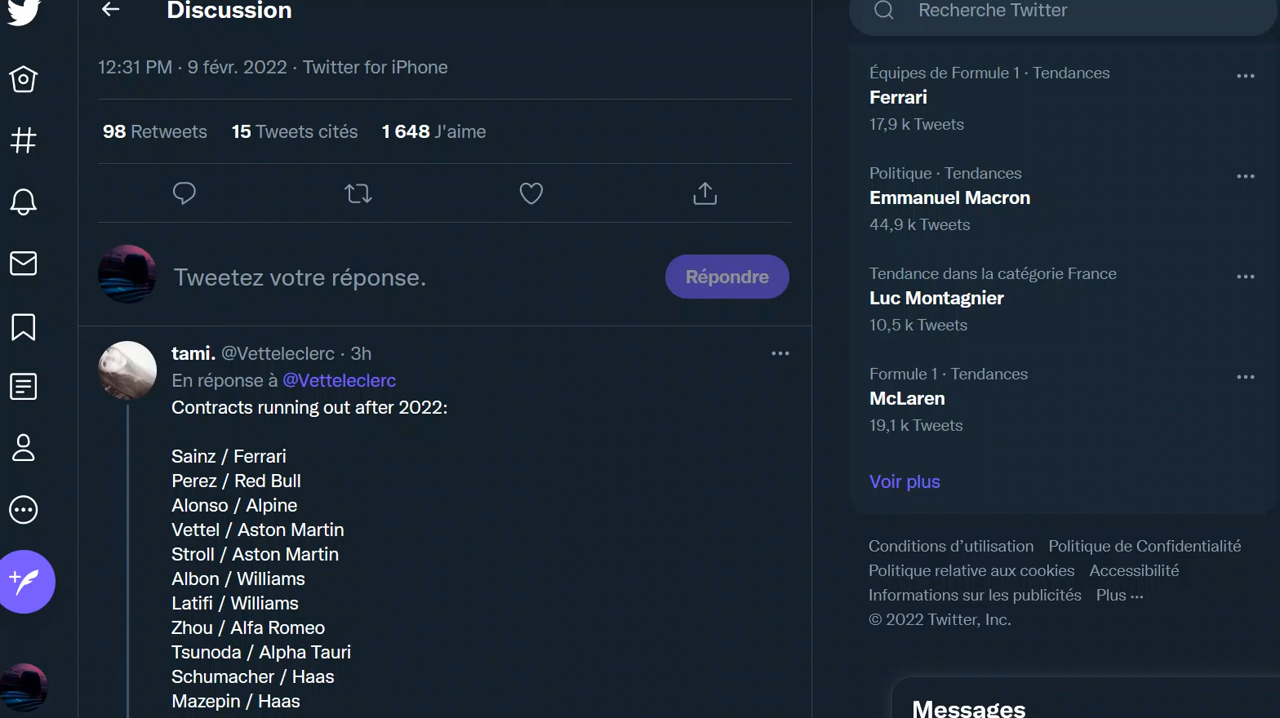 Discussion
12:31 PM · 9 févr. 2022 · Twitter for iPhone
98 Retweets 15 Tweets cités 1 648 J'aime
Tweetez votre réponse.
Répondre
tami. @Vetteleclerc · 3h
En réponse à @Vetteleclerc
Contracts running out after 2022:
Sainz / Ferrari
Perez / Red Bull
Alonso / Alpine
Vettel / Aston Martin
Stroll / Aston Martin
Albon / Williams
Latifi / Williams
Zhou / Alfa Romeo
Tsunoda / Alpha Tauri
Schumacher / Haas
Mazepin / Haas
Recherche Twitter
Équipes de Formule 1 · Tendances
Ferrari
17,9 k Tweets
Politique · Tendances
Emmanuel Macron
44,9 k Tweets
Tendance dans la catégorie France
Luc Montagnier
10,5 k Tweets
Formule 1 · Tendances
McLaren
19,1 k Tweets
Voir plus
Conditions d'utilisation Politique de Confidentialité
Politique relative aux cookies Accessibilité
Informations sur les publicités Plus ···
© 2022 Twitter, Inc.
Messages